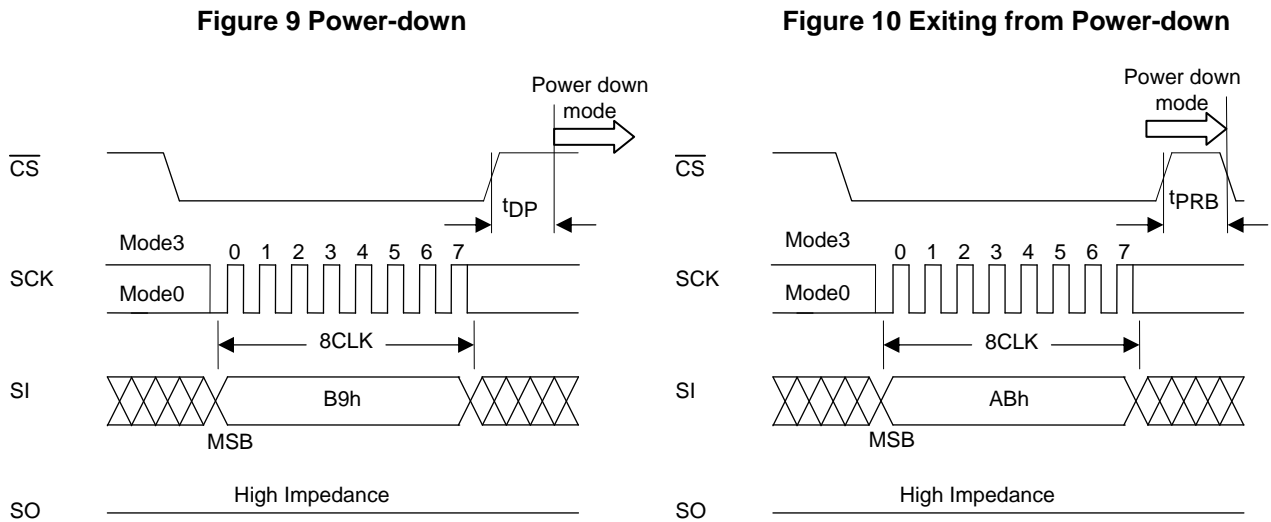 Figure 9 Power-down
Power down
mode
CS
tDP
Mode3
0 1 2 3 4 5 6 7
SCK
Mode0
8CLK
SI
B9h
MSB
High Impedance
SO
Figure 10 Exiting from Power-down
Power down
mode
CS
tPRB
Mode3
0 1 2 3 4 5 6 7
SCK
Mode0
8CLK
SI
ABh
MSB
High Impedance
SO